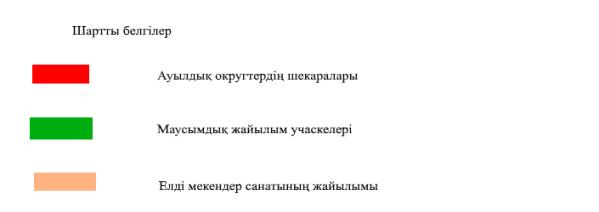 Шартты белгілер
Ауылдық округтердің шекаралары
Маусымдық жайылым учаскелері
Елді мекендер санатының жайылымы